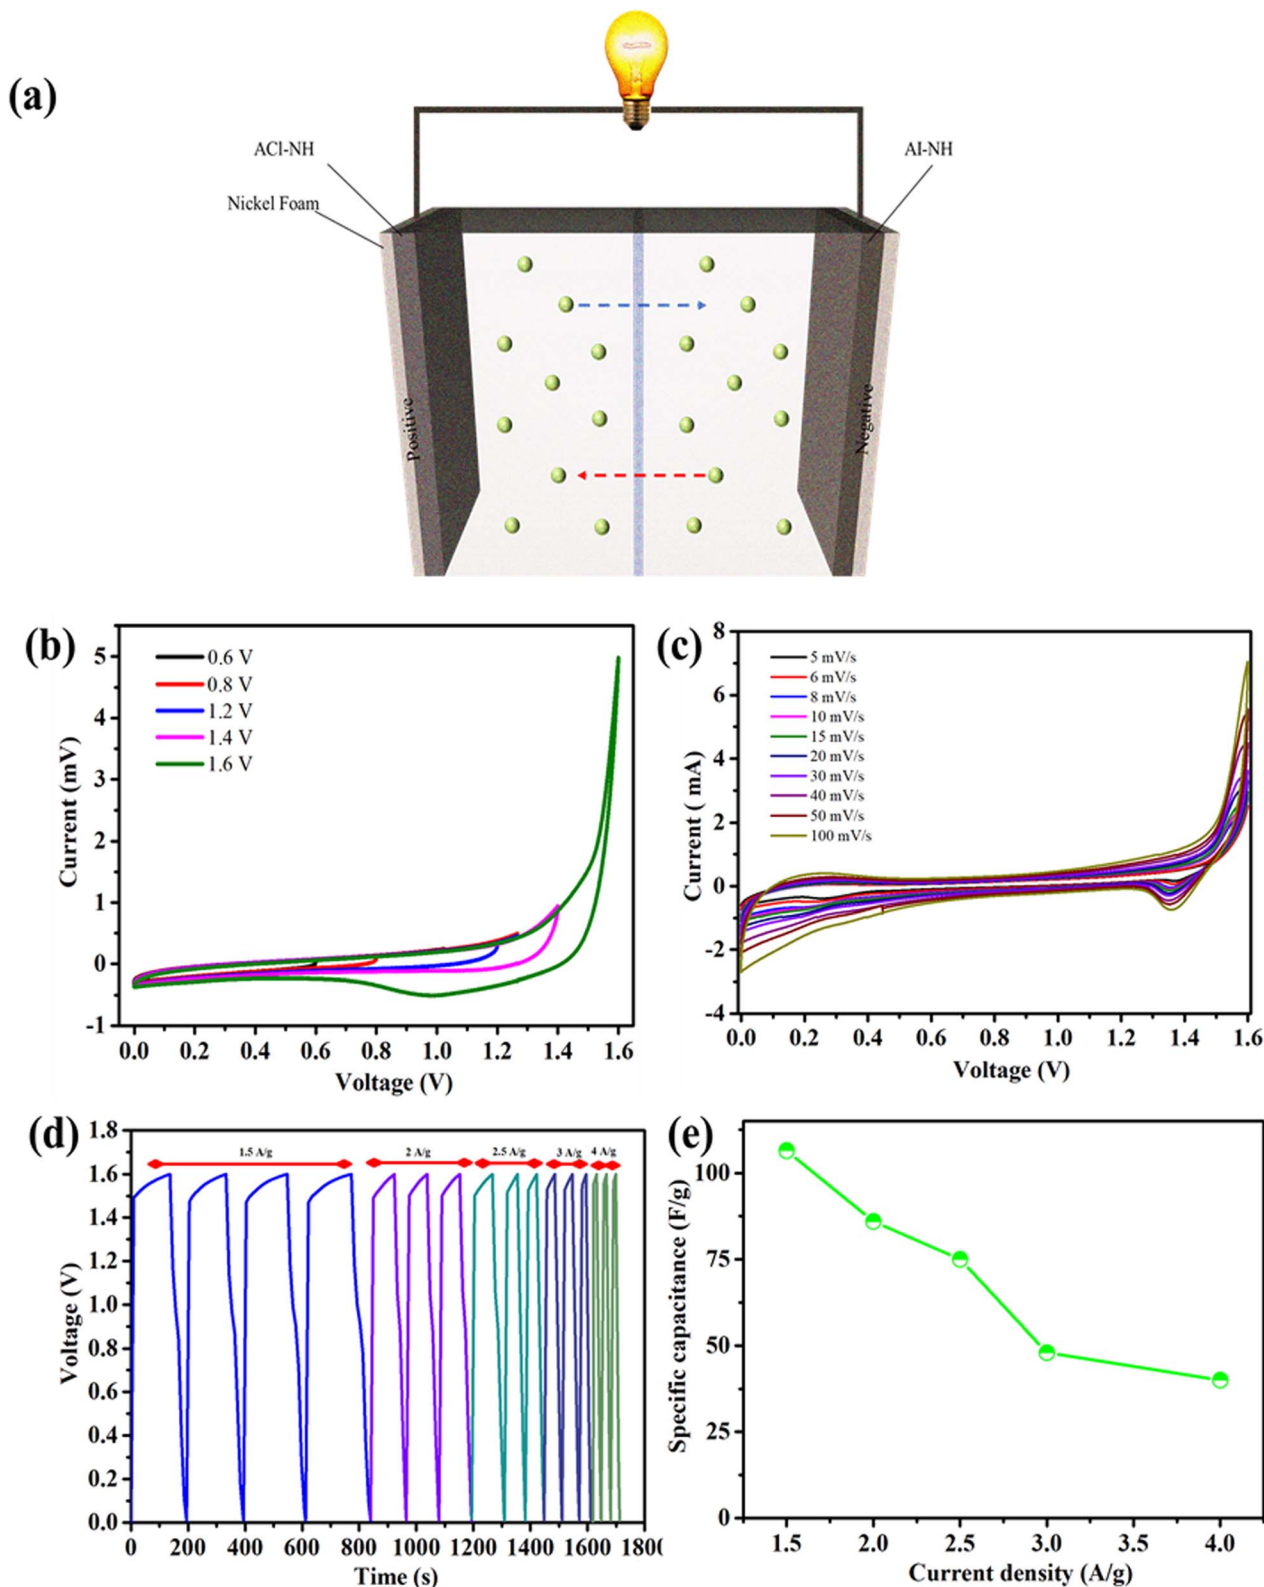 (a)
ACl-NH
AI-NH
Nickel Foam
Positive
Negative
(b)
0.6 V
0.8 V
1.2 V
1.4 V
1.6 V
Current (mV)
5
4
3
2
1
0
-1
0.0 0.2 0.4 0.6 0.8 1.0 1.2 1.4 1.6
Voltage (V)
(c)
5 mV/s
6 mV/s
8 mV/s
10 mV/s
15 mV/s
20 mV/s
30 mV/s
40 mV/s
50 mV/s
100 mV/s
Current ( mA)
8
6
4
2
0
-2
-4
0.0 0.2 0.4 0.6 0.8 1.0 1.2 1.4 1.6
Voltage (V)
(d)
1.5 A/g 2 A/g 2.5 A/g 3 A/g 4 A/g
Voltage (V)
1.8
1.6
1.4
1.2
1.0
0.8
0.6
0.4
0.2
0.0
0 200 400 600 800 1000 1200 1400 1600 1800
Time (s)
(e)
Specific capacitance (F/g)
100
75
50
25
0
1.5 2.0 2.5 3.0 3.5 4.0
Current density (A/g)